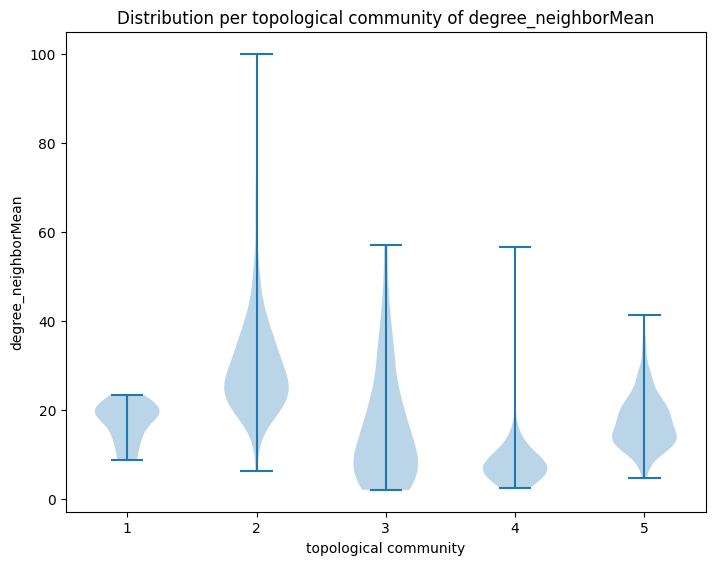 Distribution per topological community of degree_neighborMean
degree_neighborMean
100
80
60
40
20
0
1 2 3 4 5
topological community